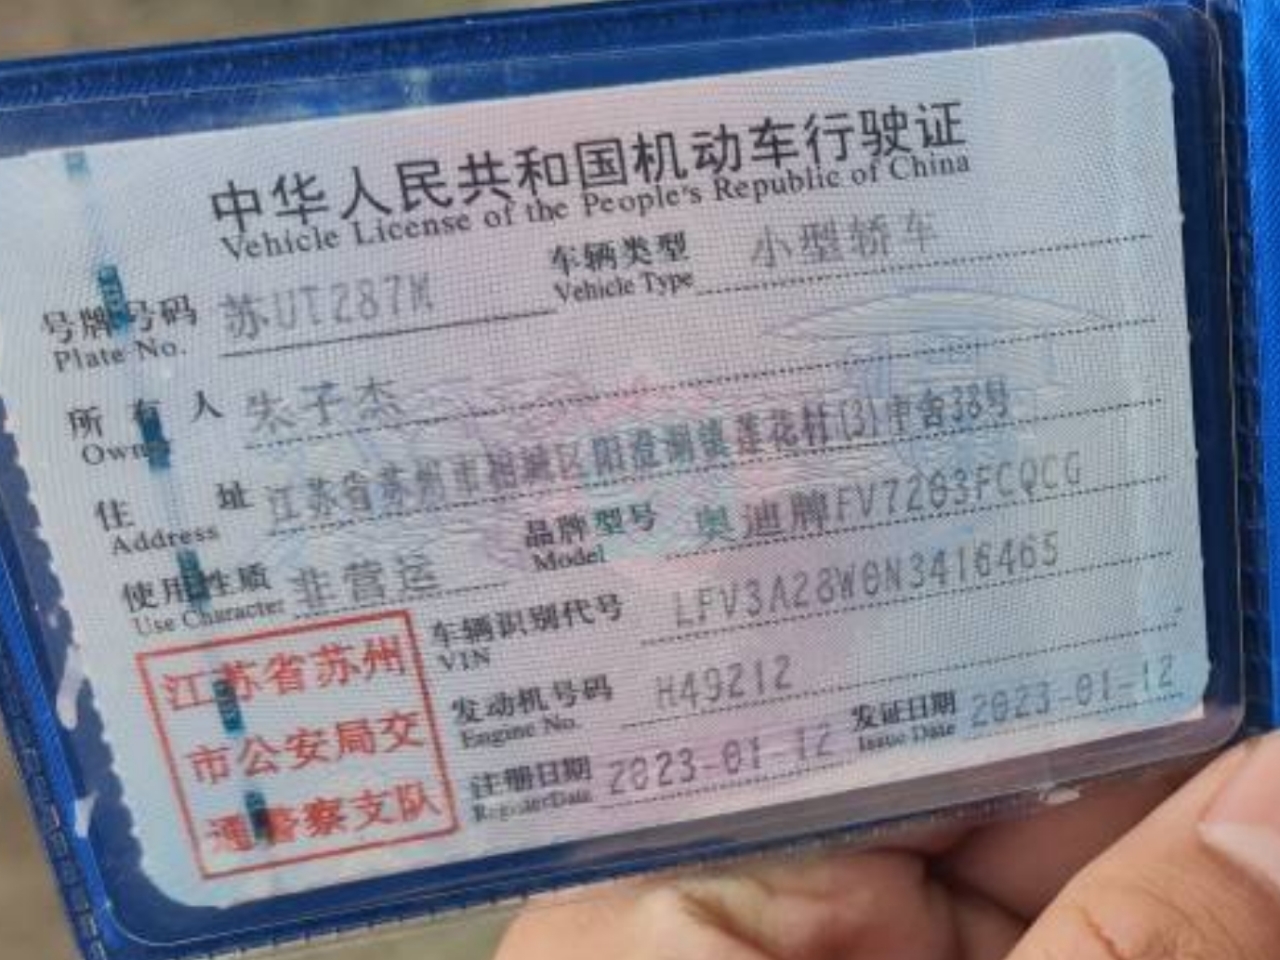 中华人民共和国机动车行驶证
Vehicle License of the People's Republic of China
号牌号码 苏UT287M 车辆类型 小型轿车
Plate No. Vehicle Type
所有人 朱子杰
Owner
住址 江苏省苏州市相城区阳澄湖镇莲花村(3)中舍38号
Address
使用性质 非营运 品牌型号 奥迪牌FV7203FCQCG
Use Character Model
车辆识别代号 LFV3A28W0N3416465
VIN
发动机号码 H49212
Engine No.
注册日期 2023-01-12 发证日期 2023-01-12
RegisterDate Issue Date
江苏省苏州
市公安局交
通警察支队